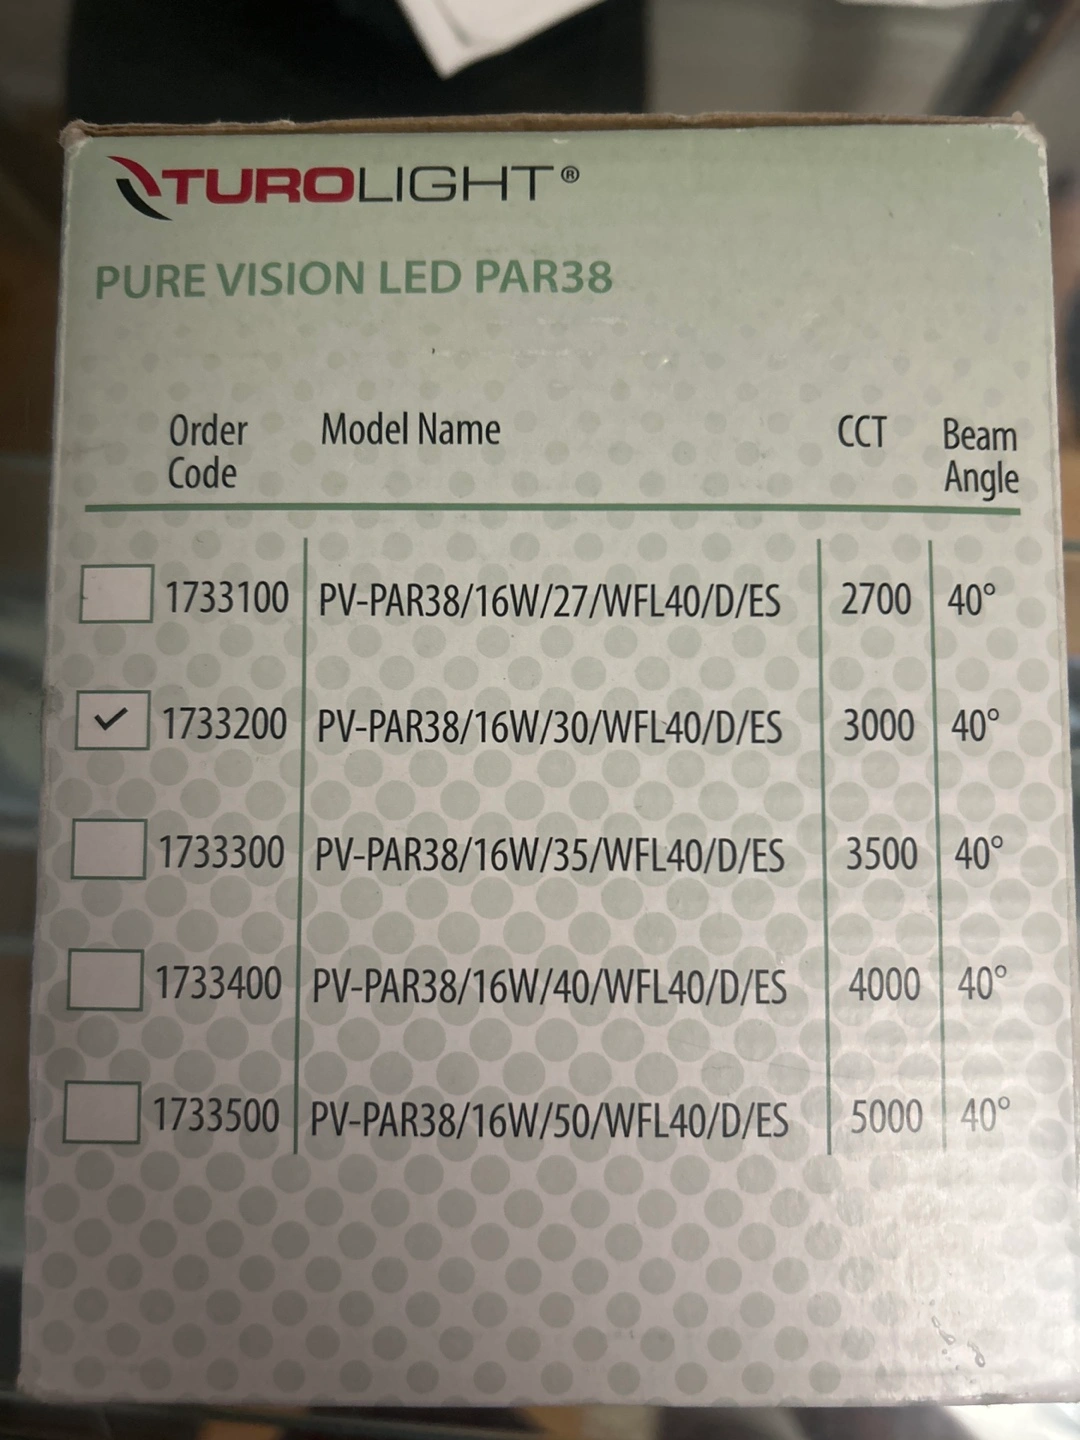 TUROLIGHT®
PURE VISION LED PAR38
Order Code Model Name CCT Beam Angle
1733100 PV-PAR38/16W/27/WFL40/D/ES 2700 40°
✓ 1733200 PV-PAR38/16W/30/WFL40/D/ES 3000 40°
1733300 PV-PAR38/16W/35/WFL40/D/ES 3500 40°
1733400 PV-PAR38/16W/40/WFL40/D/ES 4000 40°
1733500 PV-PAR38/16W/50/WFL40/D/ES 5000 40°